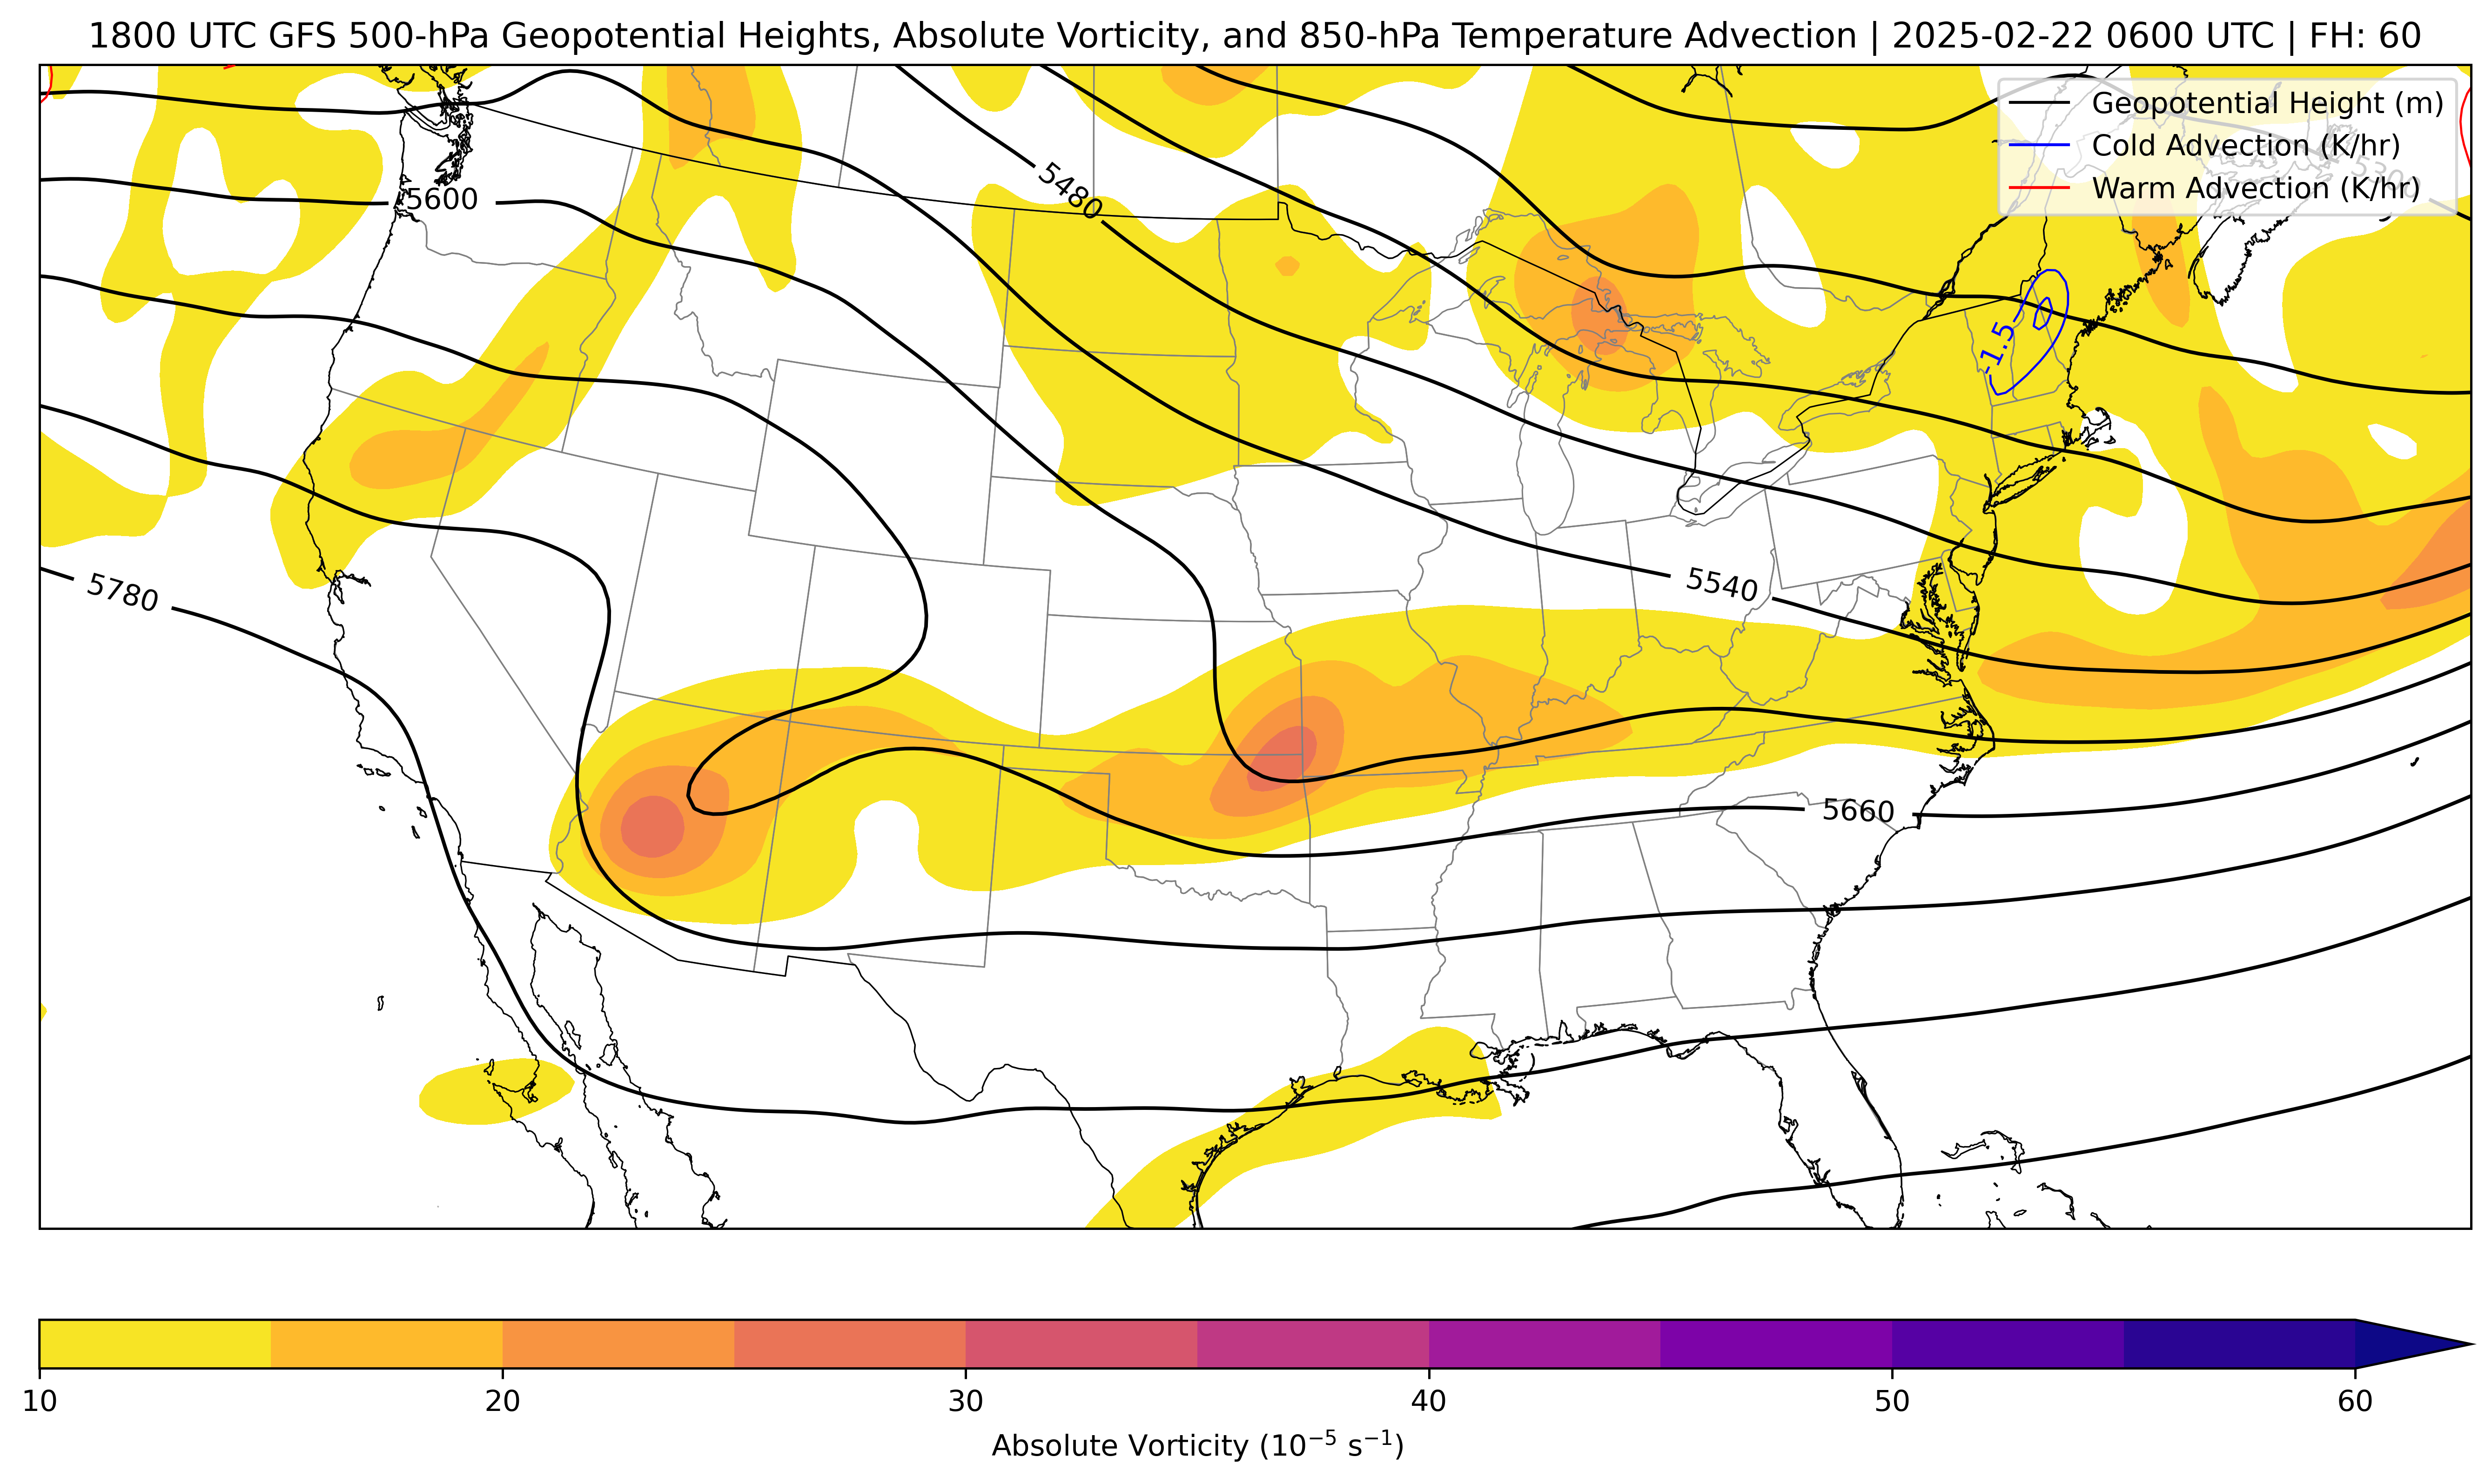 1800 UTC GFS 500-hPa Geopotential Heights, Absolute Vorticity, and 850-hPa Temperature Advection | 2025-02-22 0600 UTC | FH: 60
Geopotential Height (m)
Cold Advection (K/hr)
Warm Advection (K/hr)
5300
5480
5600
-1.5
5780
5540
5660
10 20 30 40 50 60
Absolute Vorticity (10⁻⁵ s⁻¹)